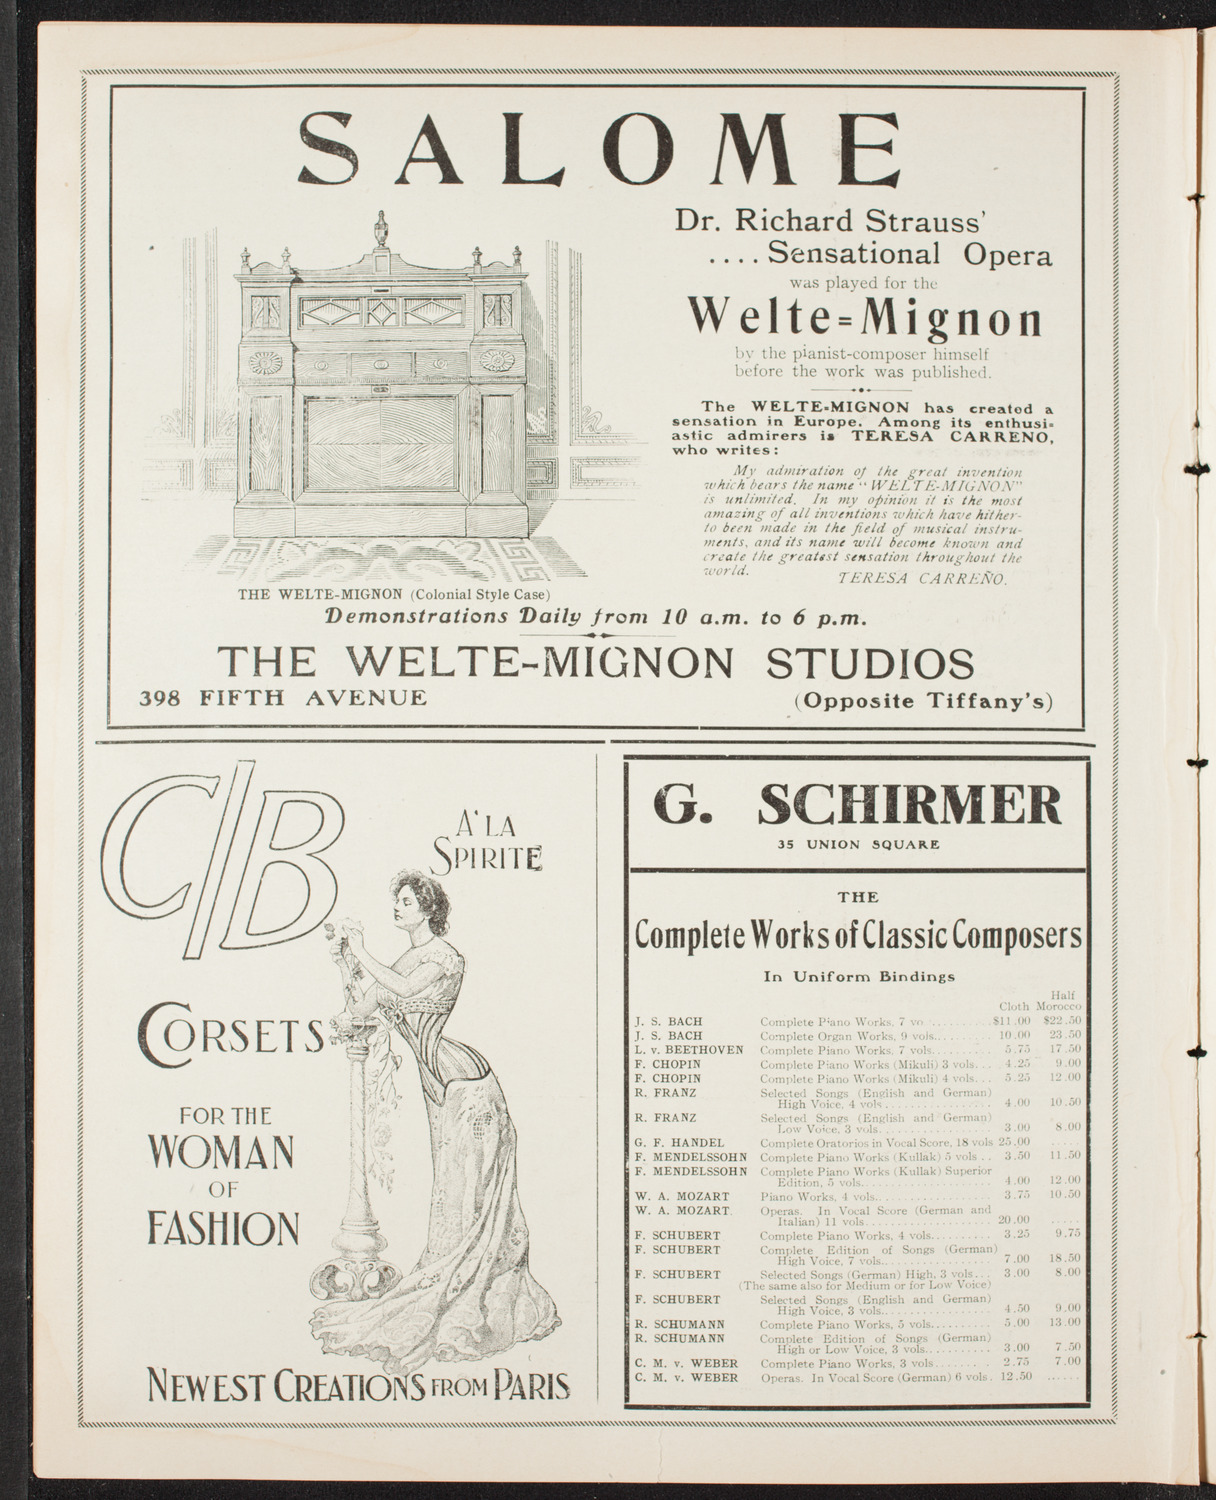 SALOME
Dr. Richard Strauss'
....Sensational Opera
was played for the
Welte=Mignon
by the pianist-composer himself
before the work was published.
The WELTE-MIGNON has created a
sensation in Europe. Among its enthusi=
astic admirers is TERESA CARRENO,
who writes:
My admiration of the great invention
which bears the name "WELTE-MIGNON"
is unlimited. In my opinion it is the most
amazing of all inventions which have hither-
to been made in the field of musical instru-
ments, and its name will become known and
create the greatest sensation throughout the
world.
TERESA CARREÑO.
THE WELTE-MIGNON (Colonial Style Case)
Demonstrations Daily from 10 a.m. to 6 p.m.
THE WELTE-MIGNON STUDIOS
398 FIFTH AVENUE (Opposite Tiffany's)
C/B
A' LA
SPIRITE
CORSETS
FOR THE
WOMAN
OF
FASHION
NEWEST CREATIONS FROM PARIS
G. SCHIRMER
35 UNION SQUARE
THE
Complete Works of Classic Composers
In Uniform Bindings
Half
Cloth Morocco
J. S. BACH Complete Piano Works, 7 vo..........$11.00 $22.50
J. S. BACH Complete Organ Works, 9 vols........ 10.00 23.50
L. v. BEETHOVEN Complete Piano Works, 7 vols......... 5.75 17.50
F. CHOPIN Complete Piano Works (Mikuli) 3 vols... 4.25 9.00
F. CHOPIN Complete Piano Works (Mikuli) 4 vols... 5.25 12.00
R. FRANZ Selected Songs (English and German)
High Voice, 4 vols.................. 4.00 10.50
R. FRANZ Selected Songs (English and German)
Low Voice, 3 vols................... 3.00 8.00
G. F. HANDEL Complete Oratorios in Vocal Score, 18 vols 25.00 .....
F. MENDELSSOHN Complete Piano Works (Kullak) 5 vols .. 3.50 11.50
F. MENDELSSOHN Complete Piano Works (Kullak) Superior
Edition, 5 vols..................... 4.00 12.00
W. A. MOZART Piano Works, 4 vols.................. 3.75 10.50
W. A. MOZART. Operas. In Vocal Score (German and
Italian) 11 vols.................... 20.00 .....
F. SCHUBERT Complete Piano Works, 4 vols......... 3.25 9.75
F. SCHUBERT Complete Edition of Songs (German)
High Voice, 7 vols.................. 7.00 18.50
F. SCHUBERT Selected Songs (German) High, 3 vols... 3.00 8.00
(The same also for Medium or for Low Voice)
F. SCHUBERT Selected Songs (English and German)
High Voice, 3 vols.................. 4.50 9.00
R. SCHUMANN Complete Piano Works, 5 vols......... 5.00 13.00
R. SCHUMANN Complete Edition of Songs (German)
High or Low Voice, 3 vols........... 3.00 7.50
C. M. v. WEBER Complete Piano Works, 3 vols........ 2.75 7.00
C. M. v. WEBER Operas. In Vocal Score (German) 6 vols. 12.50 ......